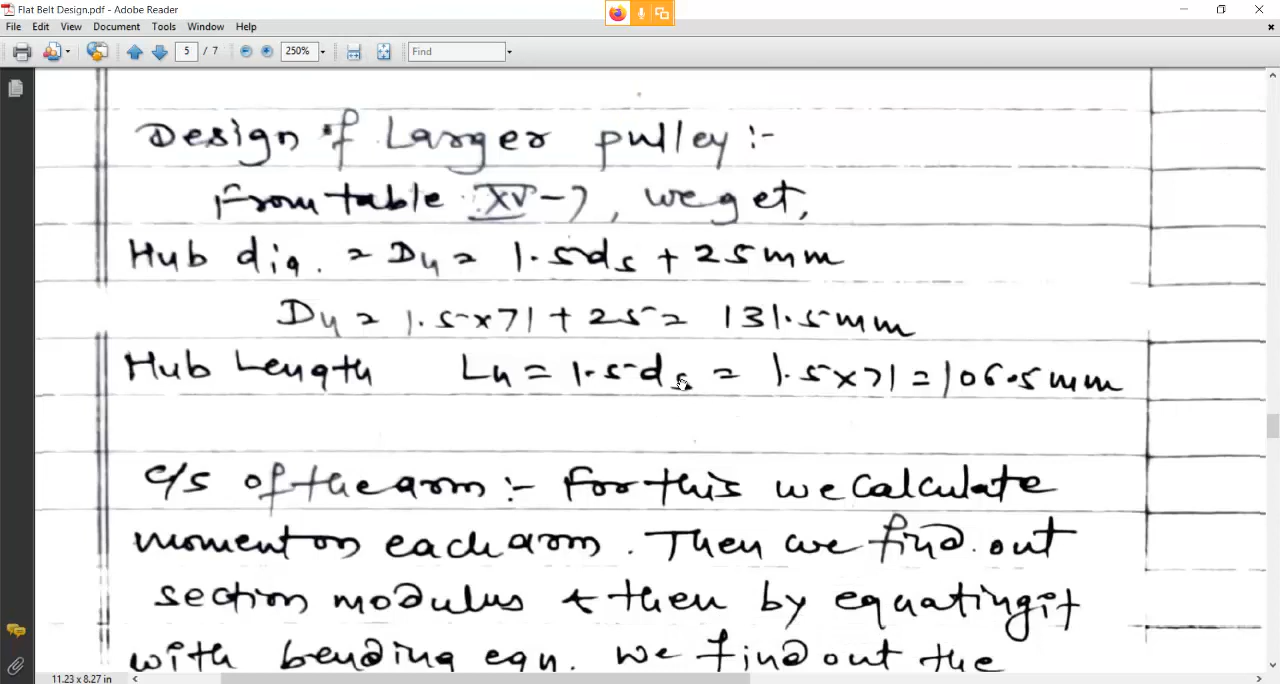 Flat Belt Design.pdf - Adobe Reader
File Edit View Document Tools Window Help
5 / 7 250% Find
Design of Larger pulley :-
From table XV-7, we get,
Hub dia. = DH = 1.5ds + 25mm
DH = 1.5x71 + 25 = 131.5mm
Hub Length LH = 1.5ds = 1.5x71 = 106.5mm
c/s of the arm :- For this we calculate
moment on each arm. Then we find out
section modulus & then by equating it
with bending eqn. we find out the
11.23 x 8.27 in